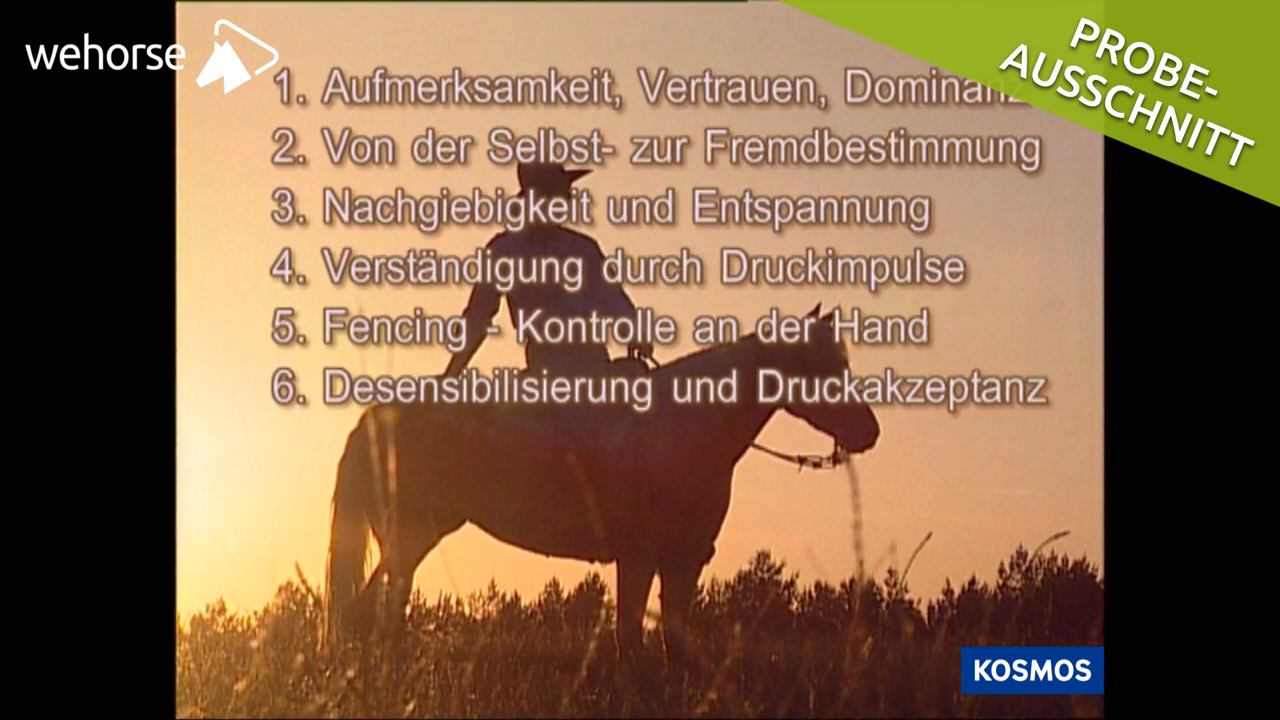 wehorse
PROBE-
AUSSCHNITT
1. Aufmerksamkeit, Vertrauen, Dominanz
2. Von der Selbst- zur Fremdbestimmung
3. Nachgiebigkeit und Entspannung
4. Verständigung durch Druckimpulse
5. Fencing - Kontrolle an der Hand
6. Desensibilisierung und Druckakzeptanz
KOSMOS